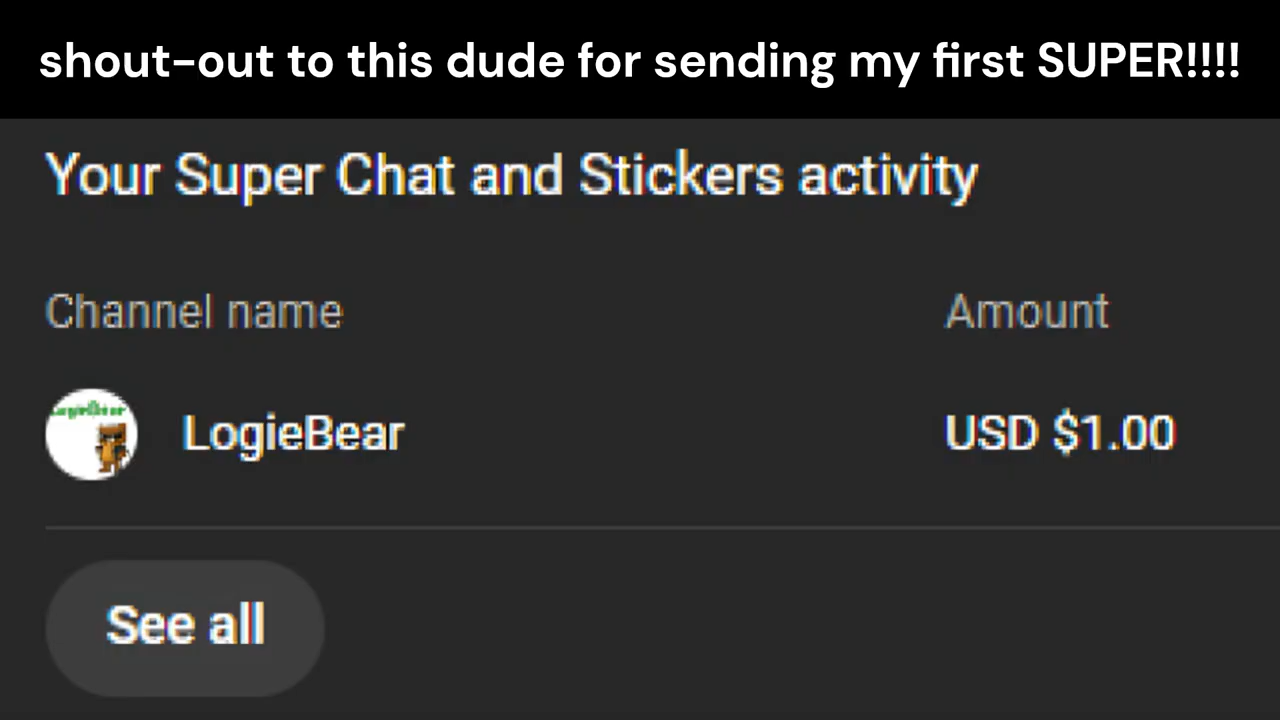 shout-out to this dude for sending my first SUPER!!!!
Your Super Chat and Stickers activity
Channel name
Amount
LogieBear
LogieBear
USD $1.00
See all